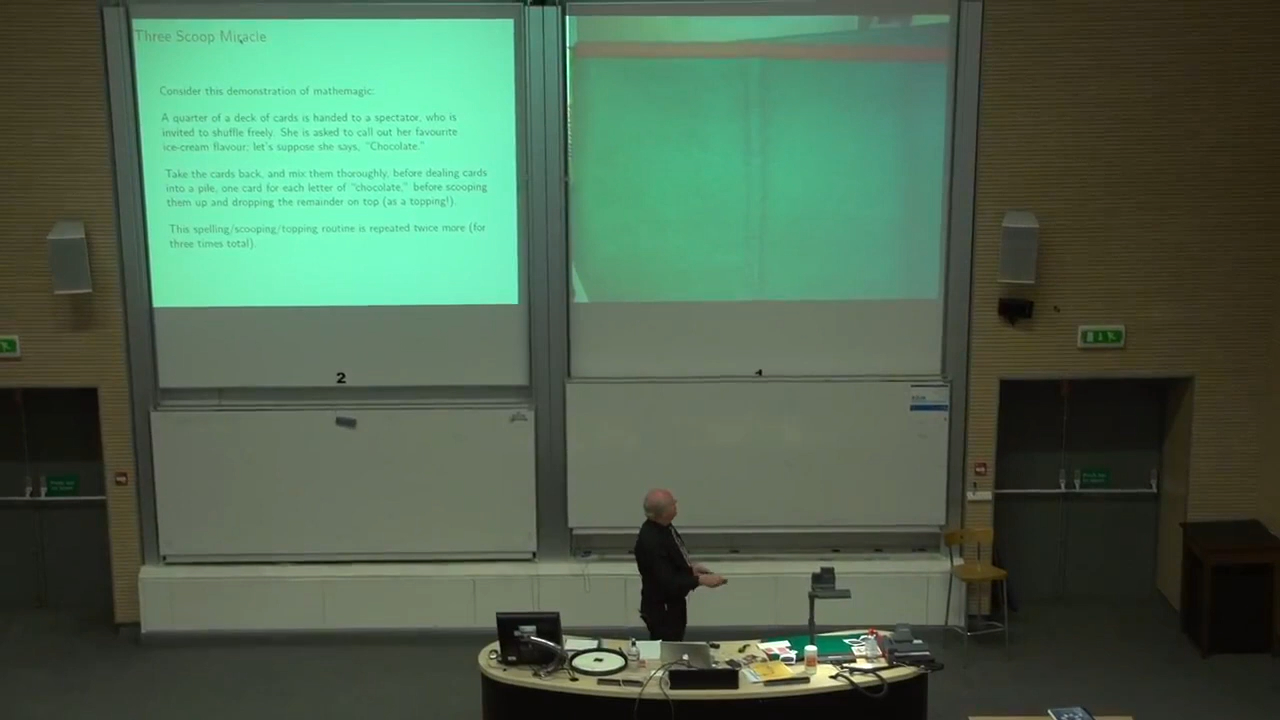 Three Scoop Miracle
Consider this demonstration of mathemagic:
A quarter of a deck of cards is handed to a spectator, who is
invited to shuffle freely. She is asked to call out her favourite
ice-cream flavour; let's suppose she says, "Chocolate."
Take the cards back, and mix them thoroughly, before dealing cards
into a pile, one card for each letter of "chocolate," before scooping
them up and dropping the remainder on top (as a topping!).
This spelling/scooping/topping routine is repeated twice more (for
three times total).
2